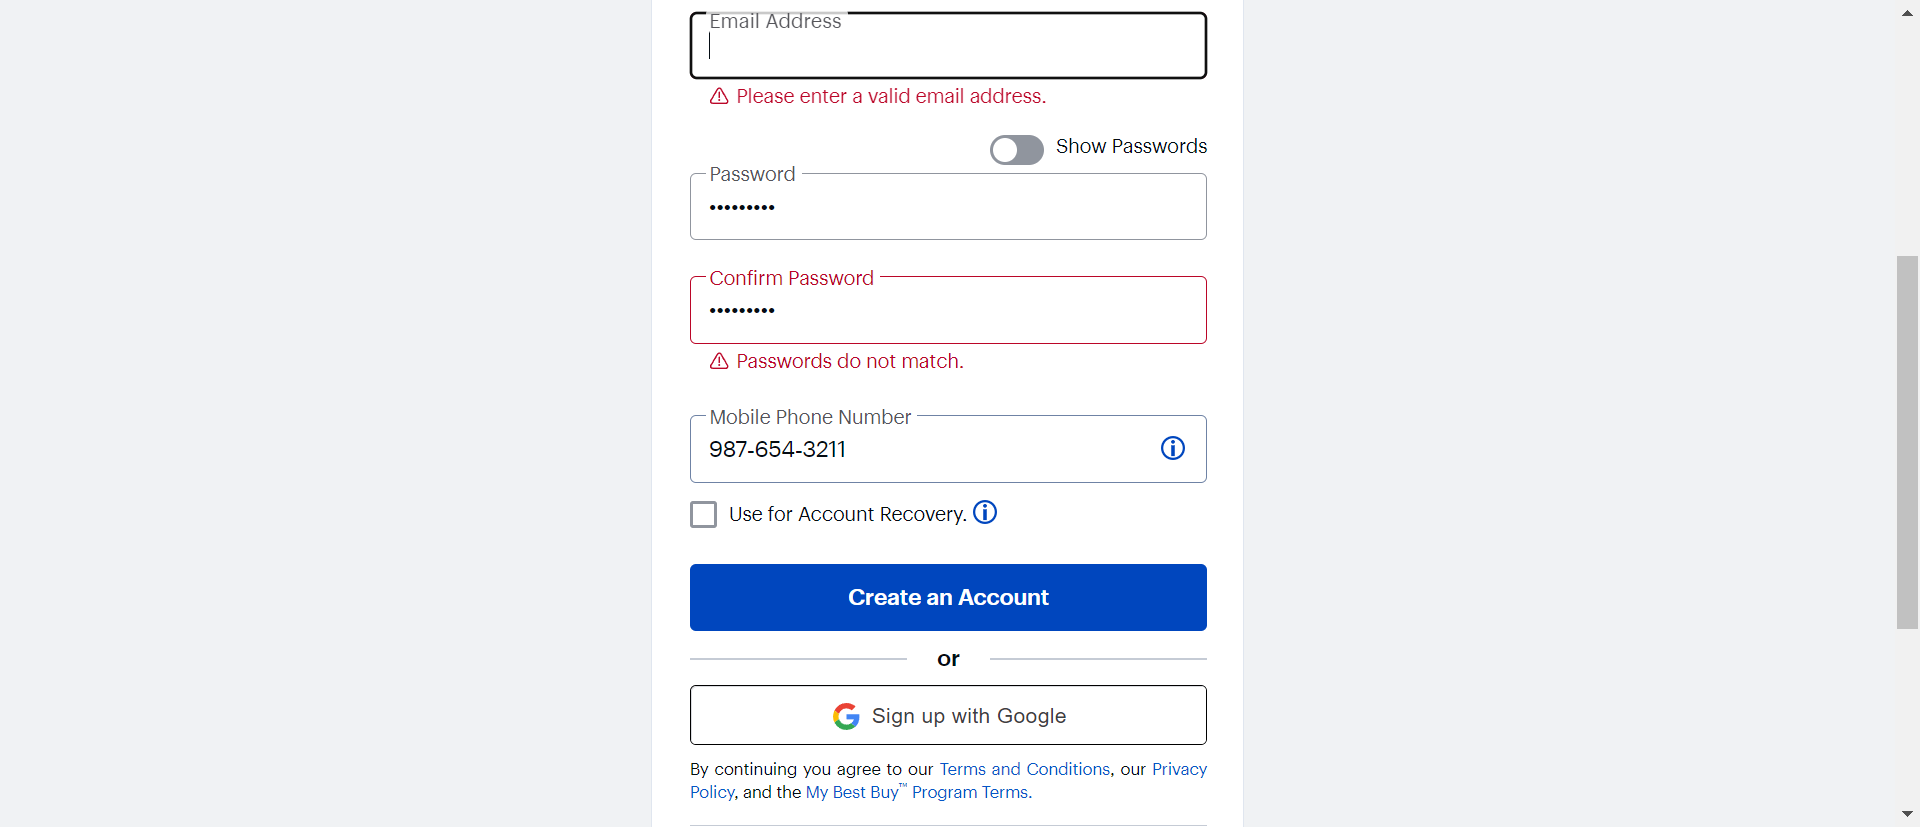 Email Address
Please enter a valid email address.
Show Passwords
Password
•••••••••
Confirm Password
•••••••••
Passwords do not match.
Mobile Phone Number
987-654-3211
Use for Account Recovery.
Create an Account
or
Sign up with Google
By continuing you agree to our Terms and Conditions, our Privacy
Policy, and the My Best Buy™ Program Terms.